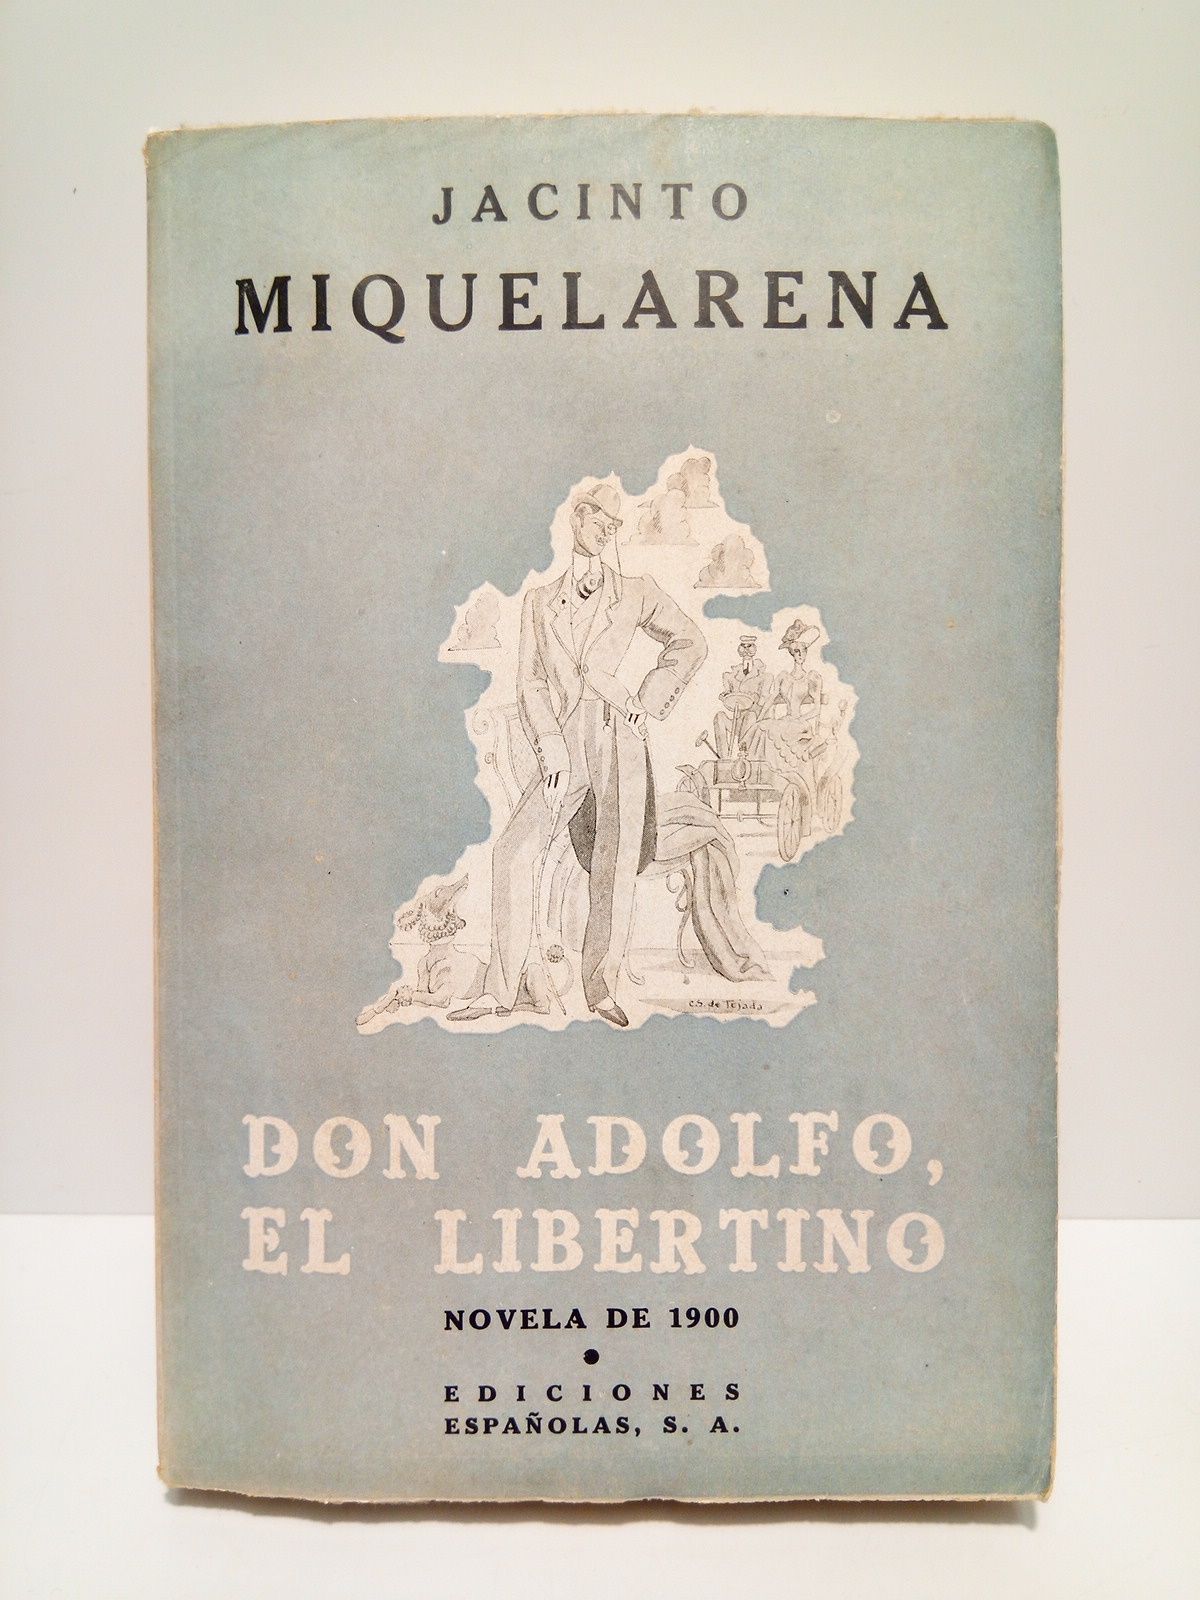 JACINTO
MIQUELARENA
C.S. de Tejada
DON ADOLFO,
EL LIBERTINO
NOVELA DE 1900
EDICIONES
ESPAÑOLAS, S. A.